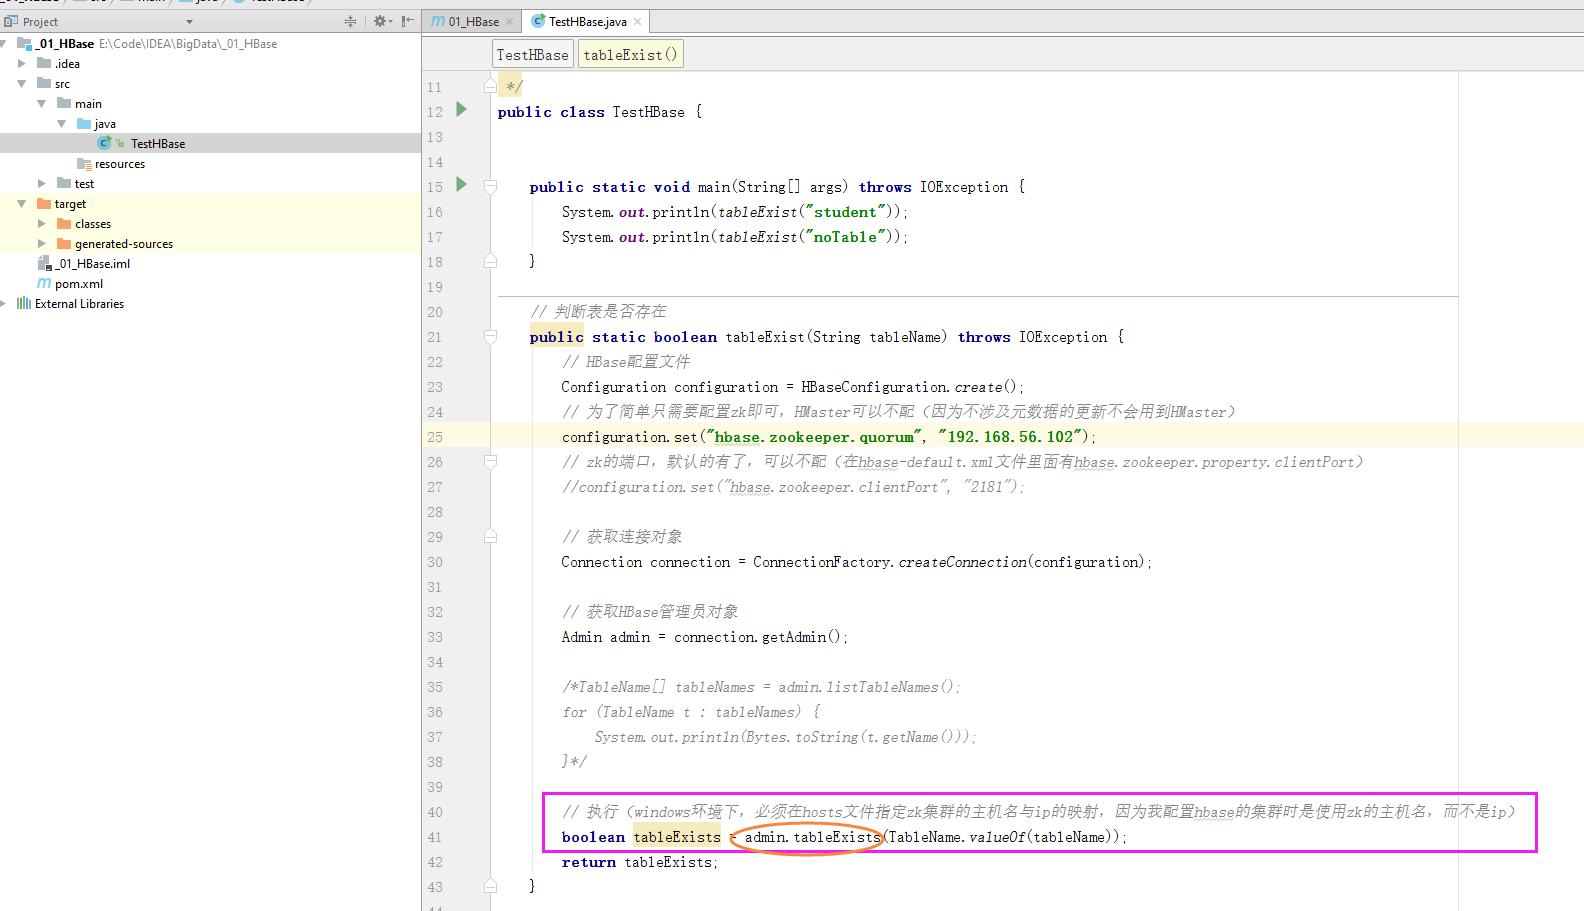 Project
_01_HBase E:\Code\IDEA\BigData\_01_HBase
.idea
src
main
java
TestHBase
resources
test
target
classes
generated-sources
_01_HBase.iml
pom.xml
External Libraries
01_HBase
TestHBase.java
TestHBase
tableExist()
11 */
12 public class TestHBase {
13
14
15 public static void main(String[] args) throws IOException {
16 System.out.println(tableExist("student"));
17 System.out.println(tableExist("noTable"));
18 }
19
20 // 判断表是否存在
21 public static boolean tableExist(String tableName) throws IOException {
22 // HBase配置文件
23 Configuration configuration = HBaseConfiguration.create();
24 // 为了简单只需要配置zk即可，HMaster可以不配（因为不涉及元数据的更新不会用到HMaster）
25 configuration.set("hbase.zookeeper.quorum", "192.168.56.102");
26 // zk的端口，默认的有了，可以不配（在hbase-default.xml文件里面有hbase.zookeeper.property.clientPort）
27 //configuration.set("hbase.zookeeper.clientPort", "2181");
28
29 // 获取连接对象
30 Connection connection = ConnectionFactory.createConnection(configuration);
31
32 // 获取HBase管理员对象
33 Admin admin = connection.getAdmin();
34
35 /*TableName[] tableNames = admin.listTableNames();
36 for (TableName t : tableNames) {
37 System.out.println(Bytes.toString(t.getName()));
38 }*/
39
40 // 执行（windows环境下，必须在hosts文件指定zk集群的主机名与ip的映射，因为我配置hbase的集群时是使用zk的主机名，而不是ip）
41 boolean tableExists = admin.tableExists(TableName.valueOf(tableName));
42 return tableExists;
43 }